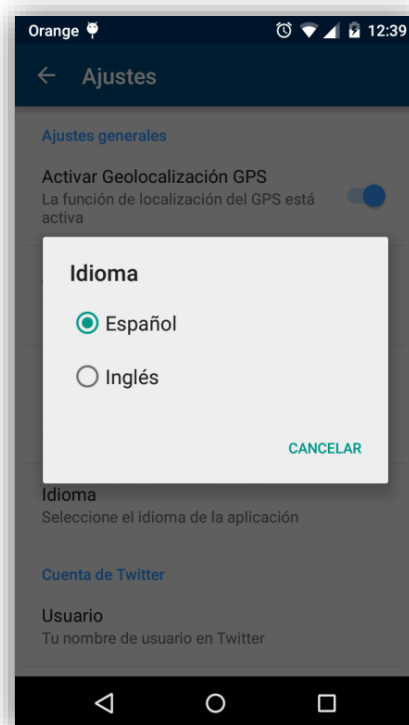 Orange 12:39
Ajustes
Ajustes generales
Activar Geolocalización GPS
La función de localización del GPS está
activa
Idioma
Español
Inglés
CANCELAR
Idioma
Seleccione el idioma de la aplicación
Cuenta de Twitter
Usuario
Tu nombre de usuario en Twitter